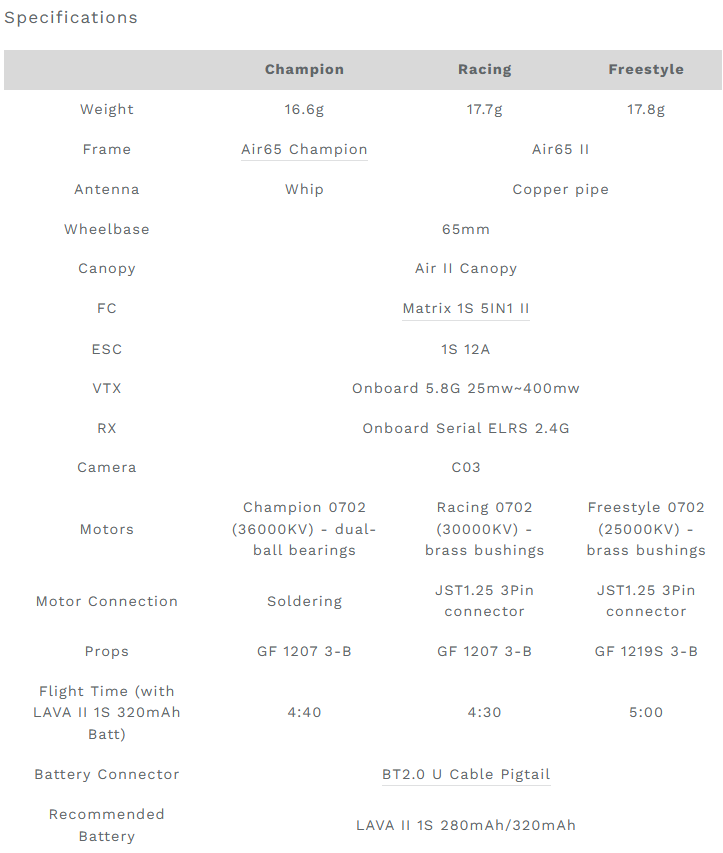 Specifications
Champion Racing Freestyle
Weight 16.6g 17.7g 17.8g
Frame Air65 Champion Air65 II
Antenna Whip Copper pipe
Wheelbase 65mm
Canopy Air II Canopy
FC Matrix 1S 5IN1 II
ESC 1S 12A
VTX Onboard 5.8G 25mw~400mw
RX Onboard Serial ELRS 2.4G
Camera C03
Champion 0702 Racing 0702 Freestyle 0702
Motors (36000KV) - dual- (30000KV) - (25000KV) -
ball bearings brass bushings brass bushings
JST1.25 3Pin JST1.25 3Pin
Motor Connection Soldering
connector connector
Props GF 1207 3-B GF 1207 3-B GF 1219S 3-B
Flight Time (with
LAVA II 1S 320mAh 4:40 4:30 5:00
Batt)
Battery Connector BT2.0 U Cable Pigtail
Recommended
LAVA II 1S 280mAh/320mAh
Battery